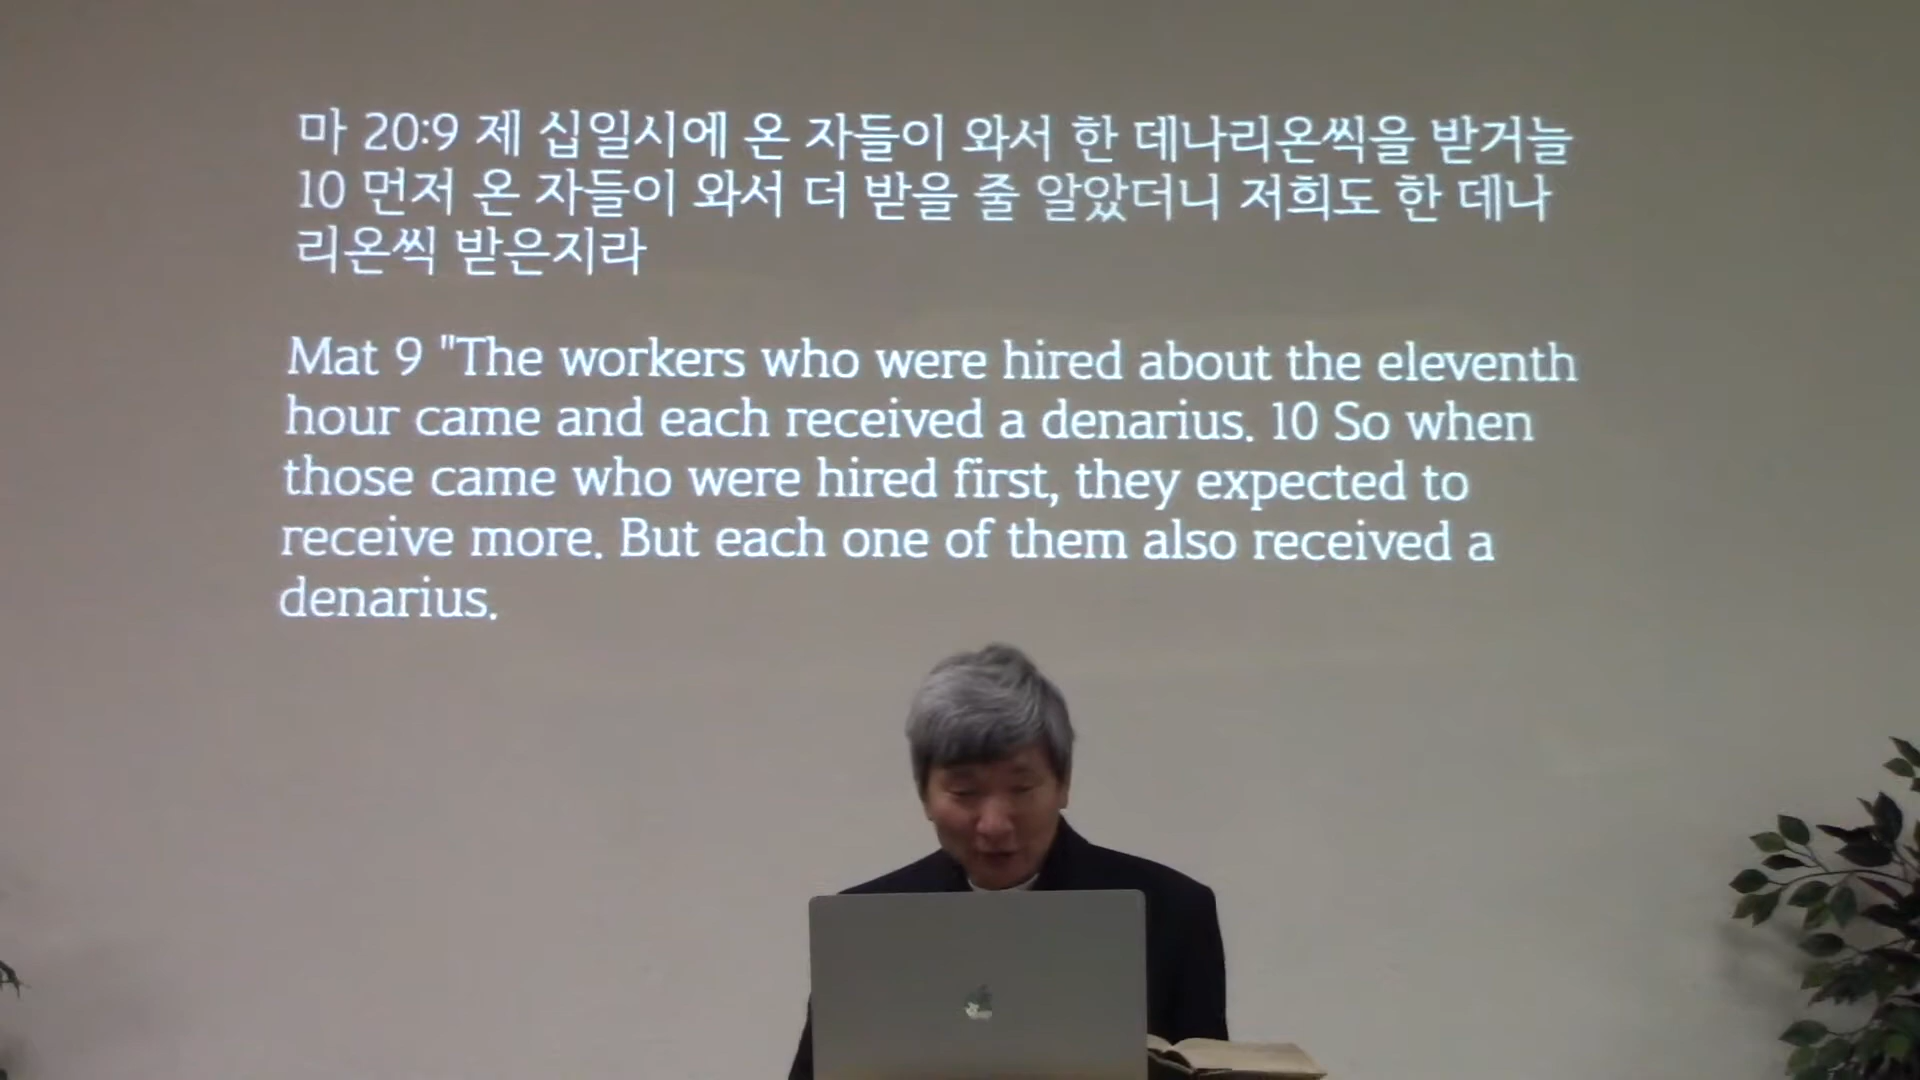 마 20:9 제 십일시에 온 자들이 와서 한 데나리온씩을 받거늘
10 먼저 온 자들이 와서 더 받을 줄 알았더니 저희도 한 데나
리온씩 받은지라
Mat 9 "The workers who were hired about the eleventh
hour came and each received a denarius. 10 So when
those came who were hired first, they expected to
receive more. But each one of them also received a
denarius.